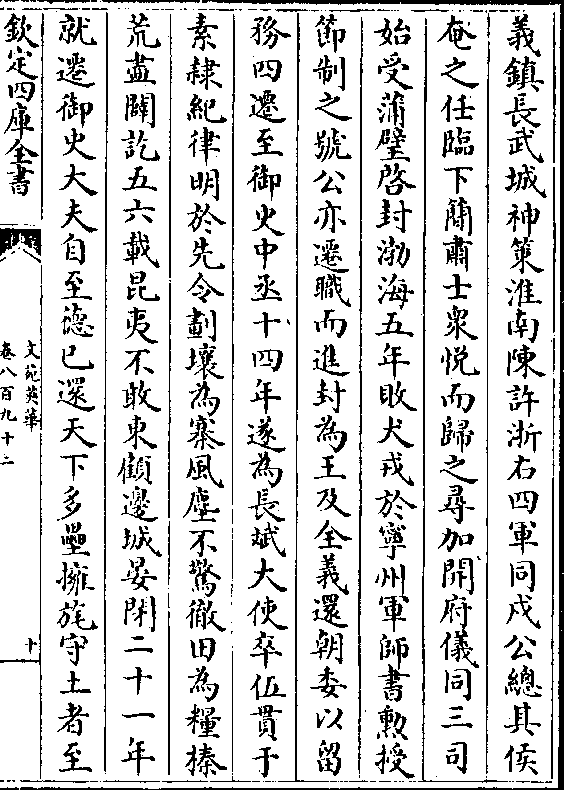 義鎮長武城神策淮南陳許浙右四軍同戍公總其俟
奄之任臨下簡肅士衆悦而歸之尋加開府儀同三司
始受蒲壁啓封渤海五年敗犬戎於寧州軍師書勲授
節制之號公亦遷職而進封為王及全義還朝委以留
務四遷至御史中丞十四年遂為長武大使卒伍貫于
素隸紀律明於先令劃壤為寨風塵不驚徹田為糧榛
荒盡闢訖五六載昆夷不敢東顧邊城晏閉二十一年
就遷御史大夫自至德已還天下多壘擁旄守土者至
欽定四庫全書
文苑英華
卷八百九十二
十